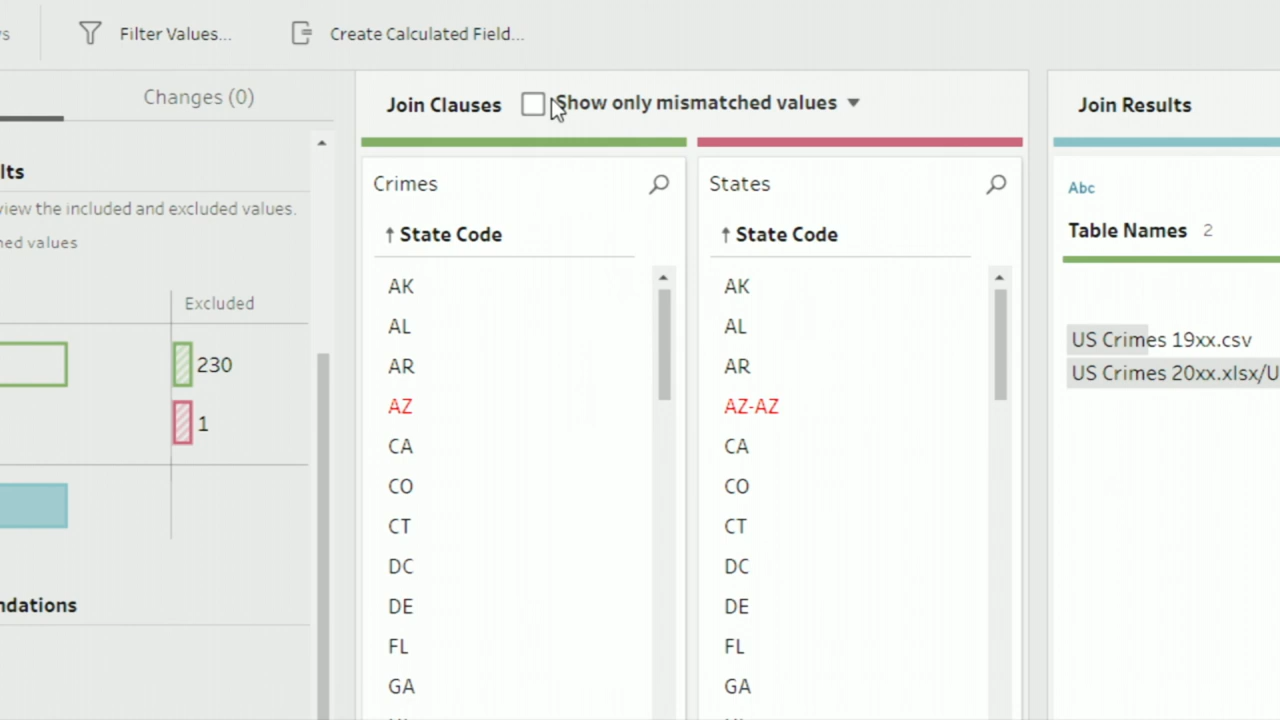 s
Filter Values...
Create Calculated Field...
Changes (0)
Join Clauses
Show only mismatched values
Join Results
lts
view the included and excluded values.
ned values
Excluded
230
1
ndations
Crimes
State Code
AK
AL
AR
AZ
CA
CO
CT
DC
DE
FL
GA
States
State Code
AK
AL
AR
AZ-AZ
CA
CO
CT
DC
DE
FL
GA
Abc
Table Names 2
US Crimes 19xx.csv
US Crimes 20xx.xlsx/U